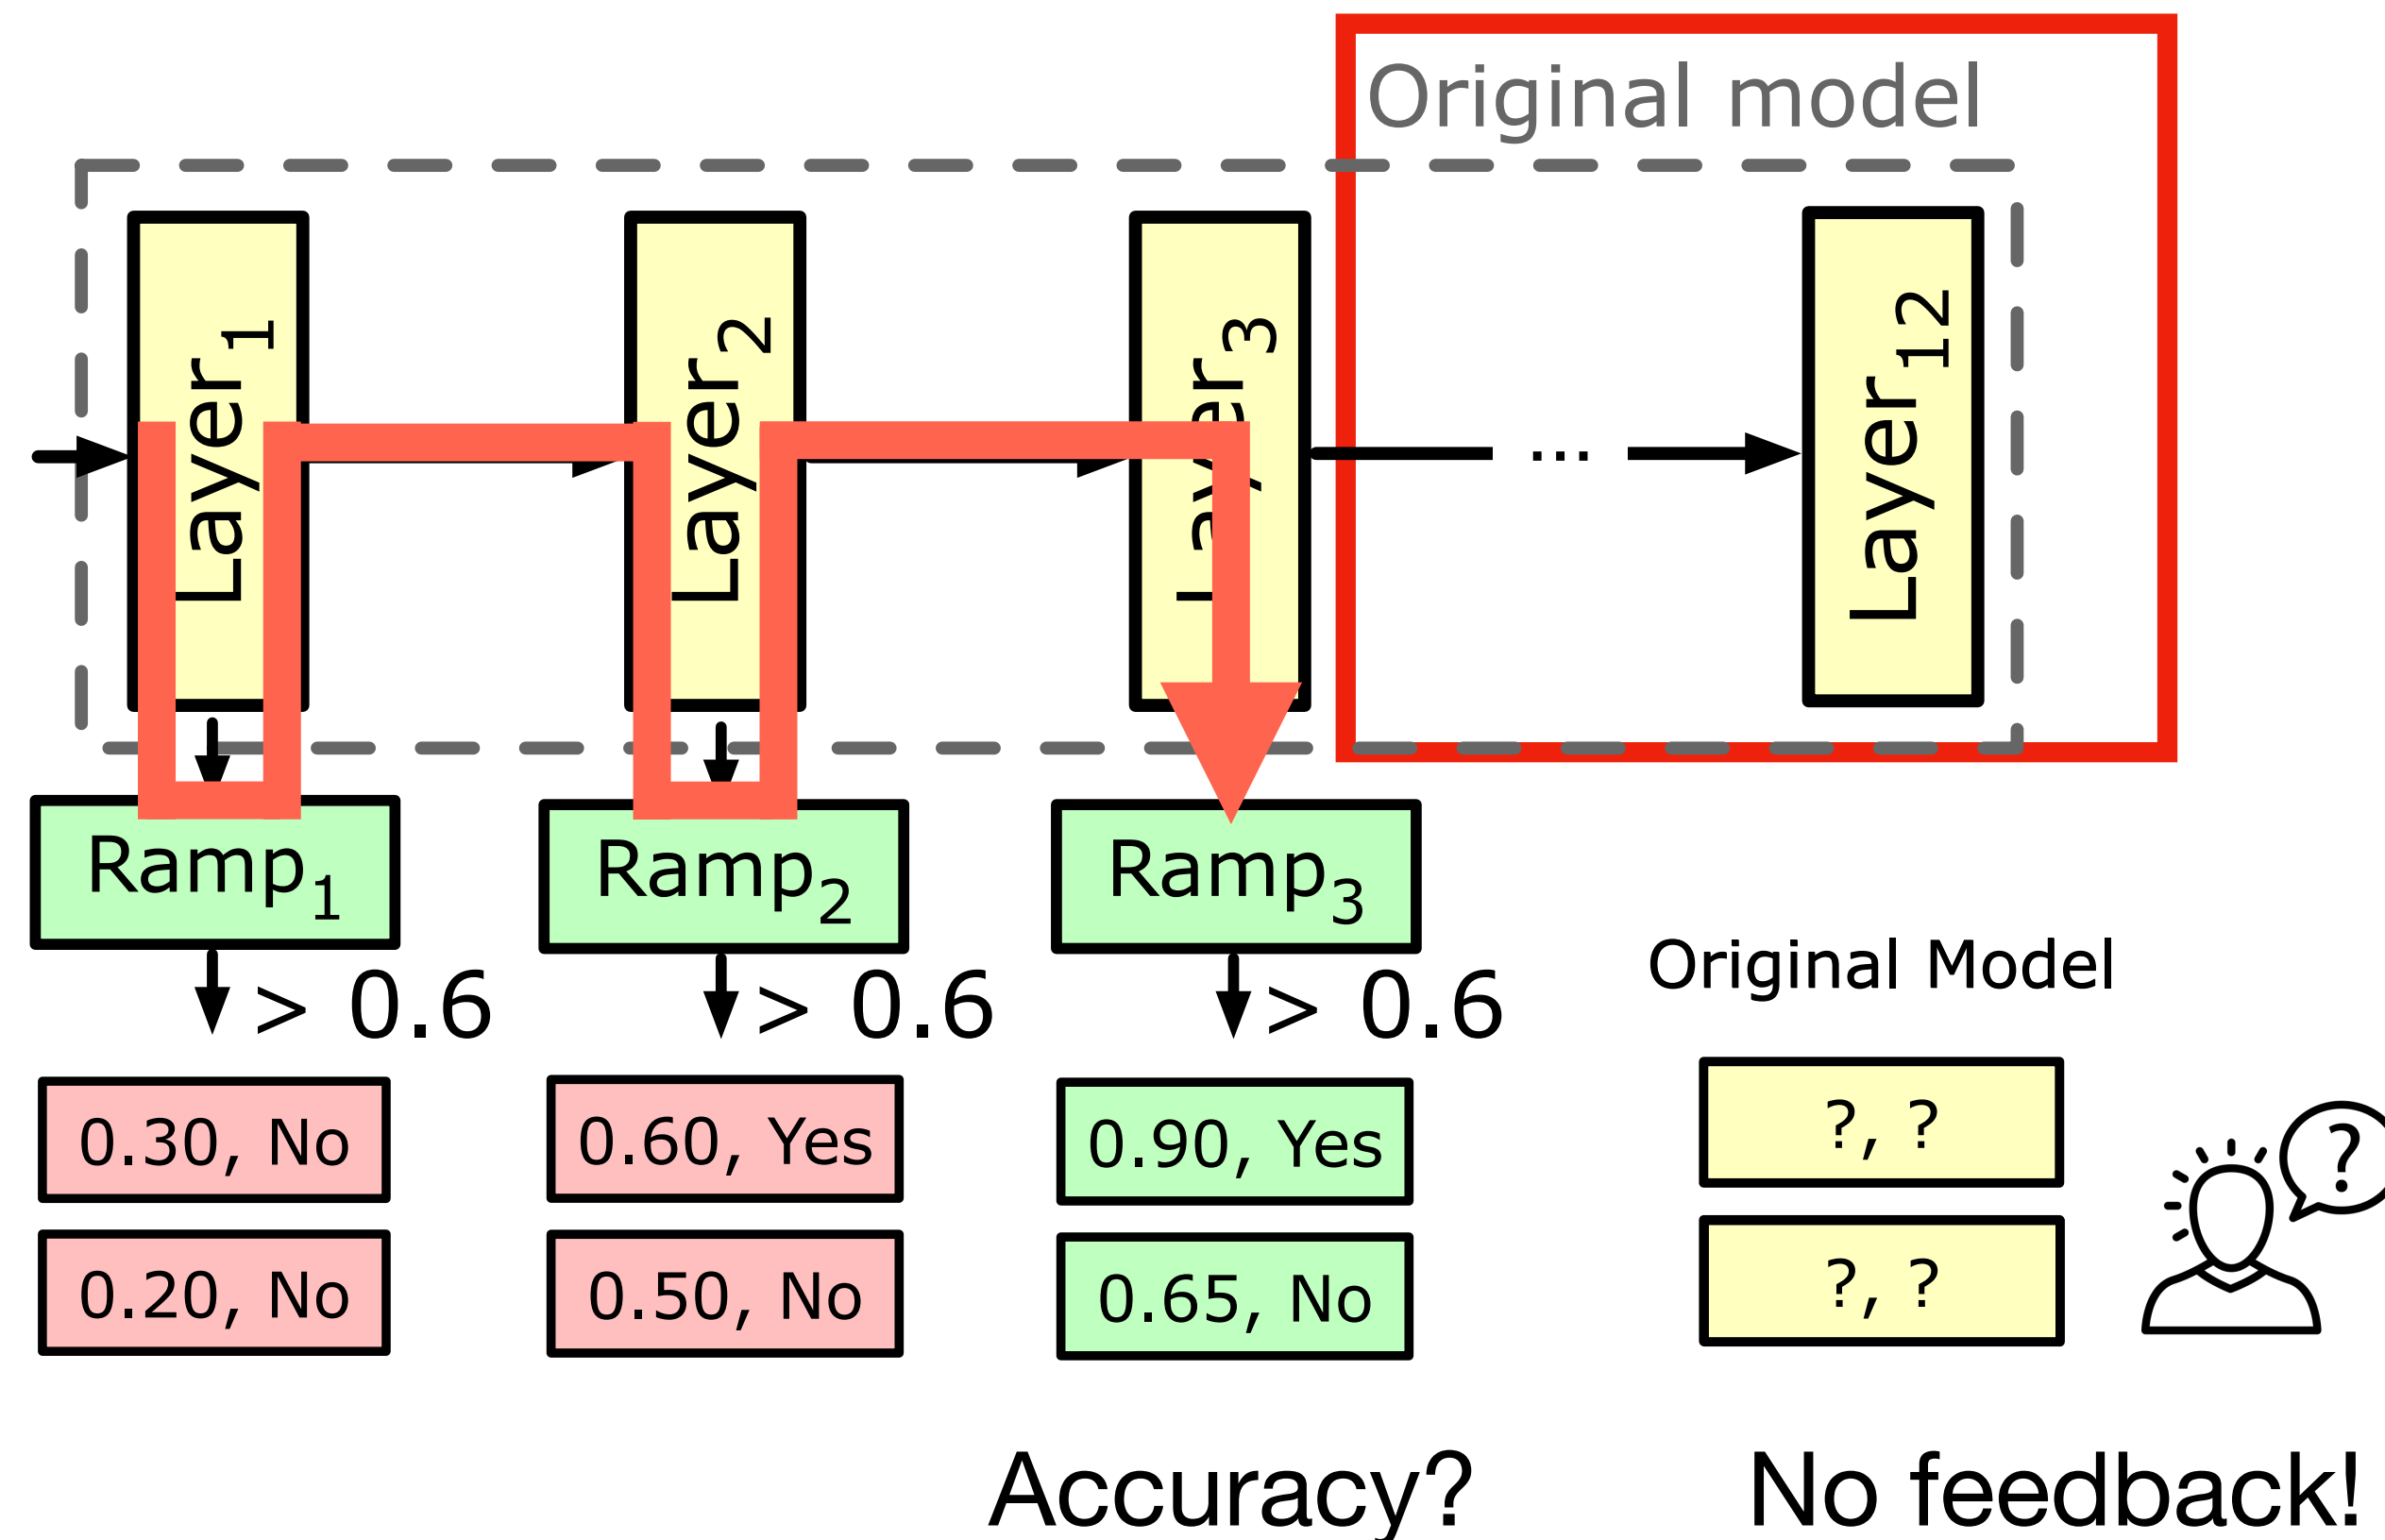 Original model
Layer1
Layer2
Layer3
...
Layer12
Ramp1
Ramp2
Ramp3
> 0.6
> 0.6
> 0.6
Original Model
0.30, No
0.60, Yes
0.90, Yes
?, ?
?
0.20, No
0.50, No
0.65, No
?, ?
Accuracy?
No feedback!